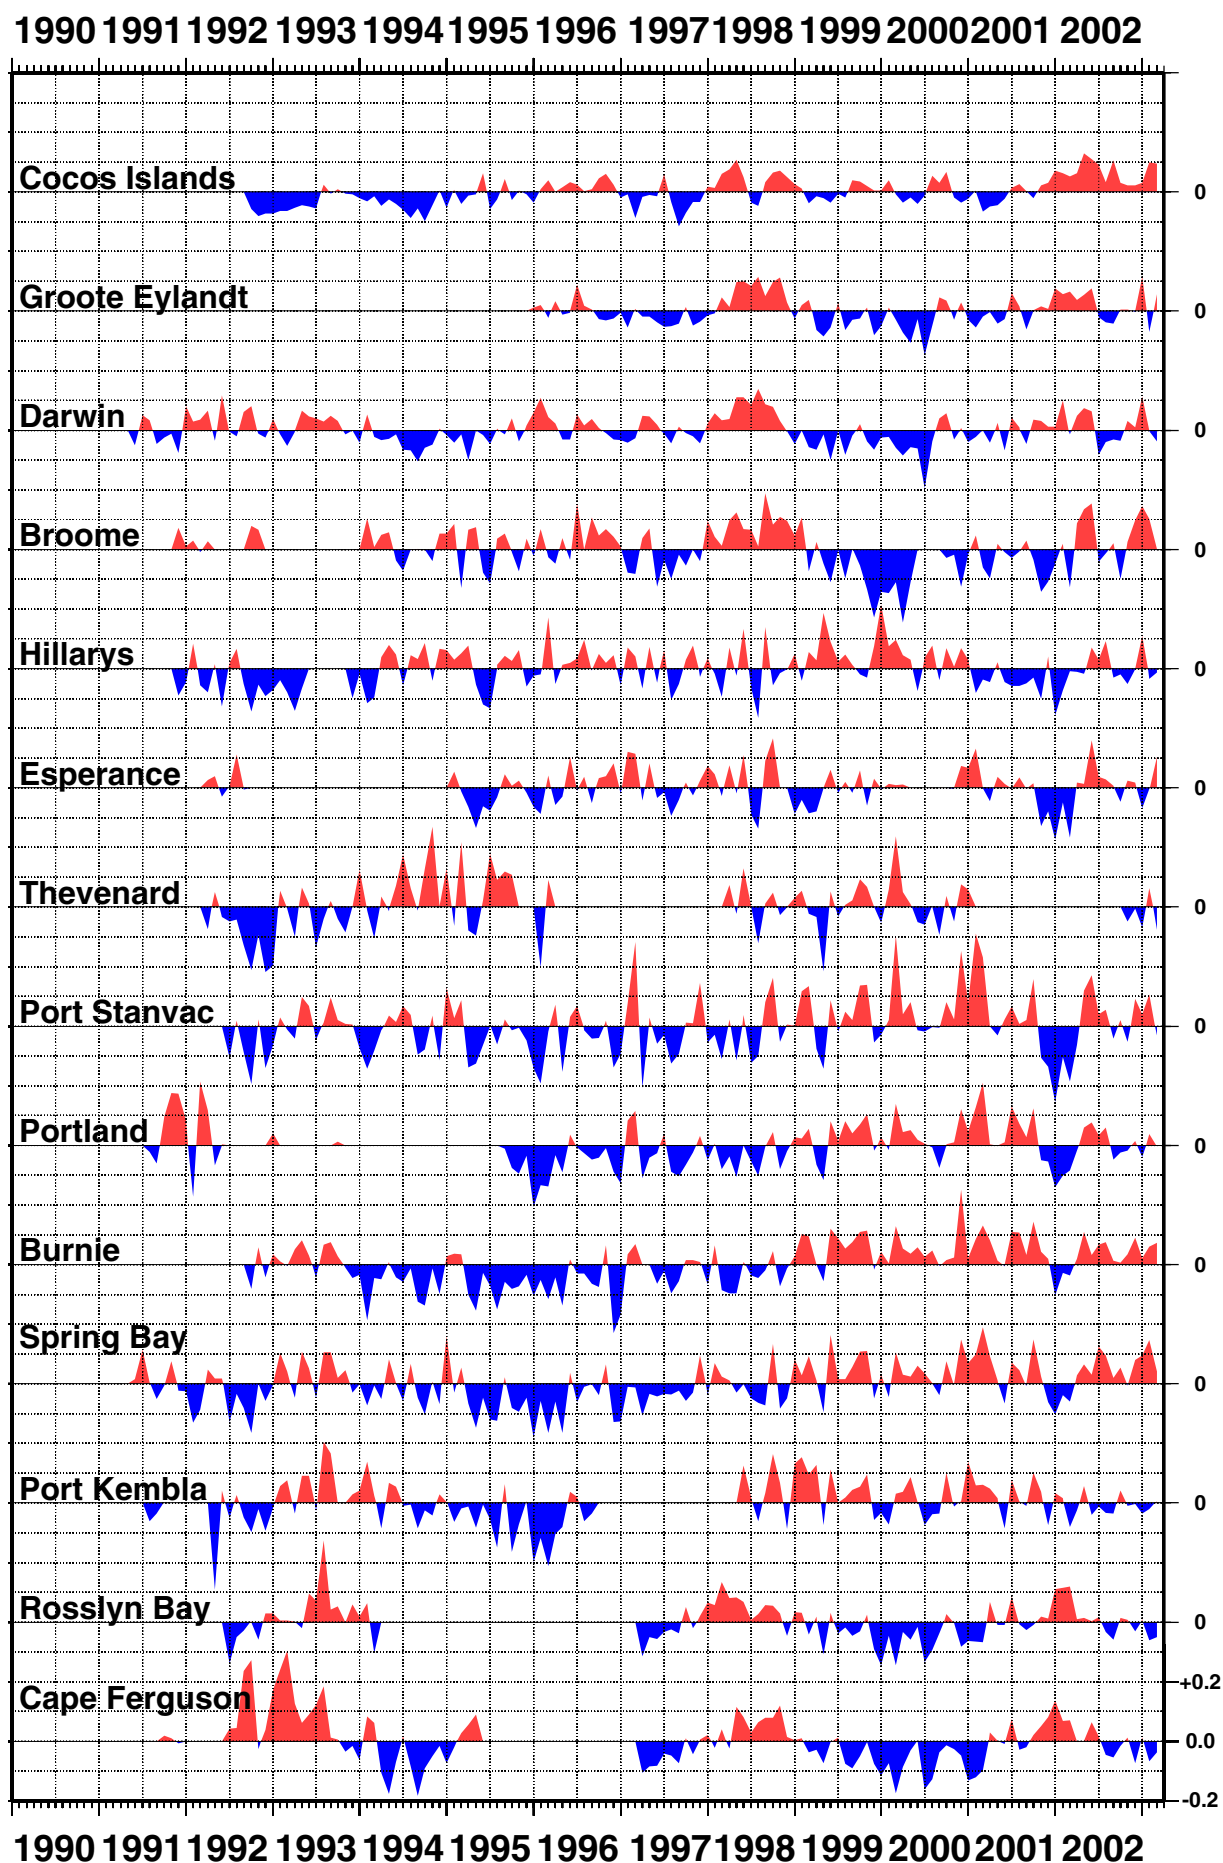 1990 1991 1992 1993 1994 1995 1996 1997 1998 1999 2000 2001 2002
Cocos Islands 0
Groote Eylandt 0
Darwin 0
Broome 0
Hillarys 0
Esperance 0
Thevenard 0
Port Stanvac 0
Portland 0
Burnie 0
Spring Bay 0
Port Kembla 0
Rosslyn Bay 0
+0.2
Cape Ferguson
0.0
-0.2
1990 1991 1992 1993 1994 1995 1996 1997 1998 1999 2000 2001 2002